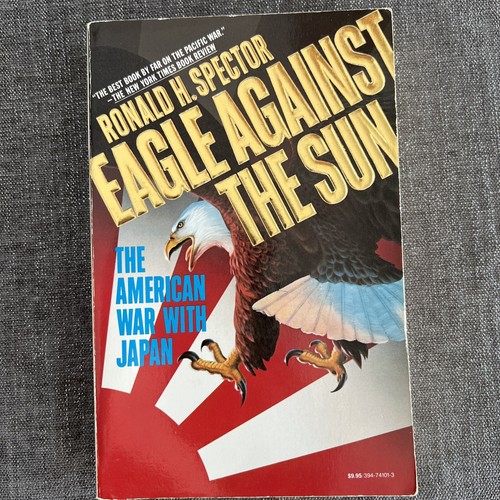 "THE BEST BOOK BY FAR ON THE PACIFIC WAR."
—THE NEW YORK TIMES BOOK REVIEW
RONALD H. SPECTOR
EAGLE AGAINST
THE SUN
THE
AMERICAN
WAR WITH
JAPAN
$9.95 394-74101-3